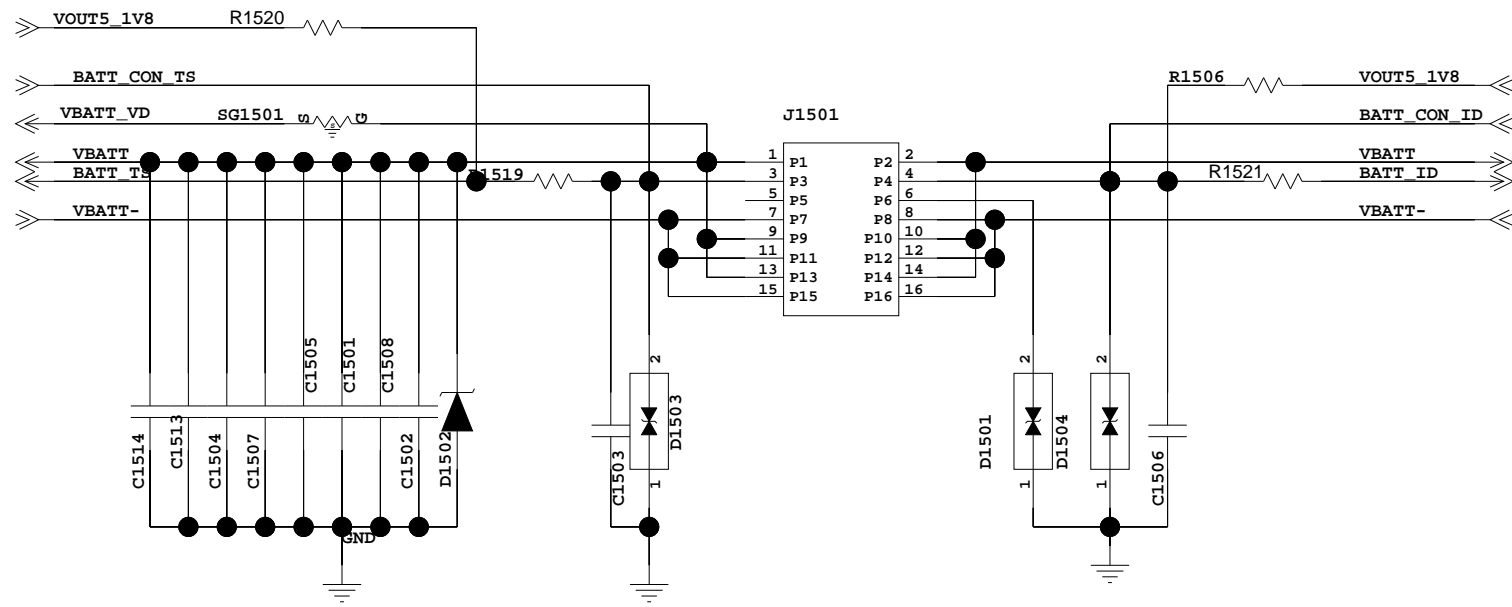 VOUT5_1V8 R1520
BATT_CON_TS R1506 VOUT5_1V8
VBATT_VD SG1501 S s G J1501 BATT_CON_ID
VBATT 1 P1 P2 2 VBATT
BATT_TS R1519 3 P3 P4 4 R1521 BATT_ID
5 P5 P6 6
VBATT- 7 P7 P8 8 VBATT-
9 P9 P10 10
11 P11 P12 12
13 P13 P14 14
15 P15 P16 16
C1505 C1501 C1508 2 2 2
C1514 C1513 C1504 C1507 C1502 D1502 C1503 D1503 D1501 D1504 C1506
1 1 1
GND